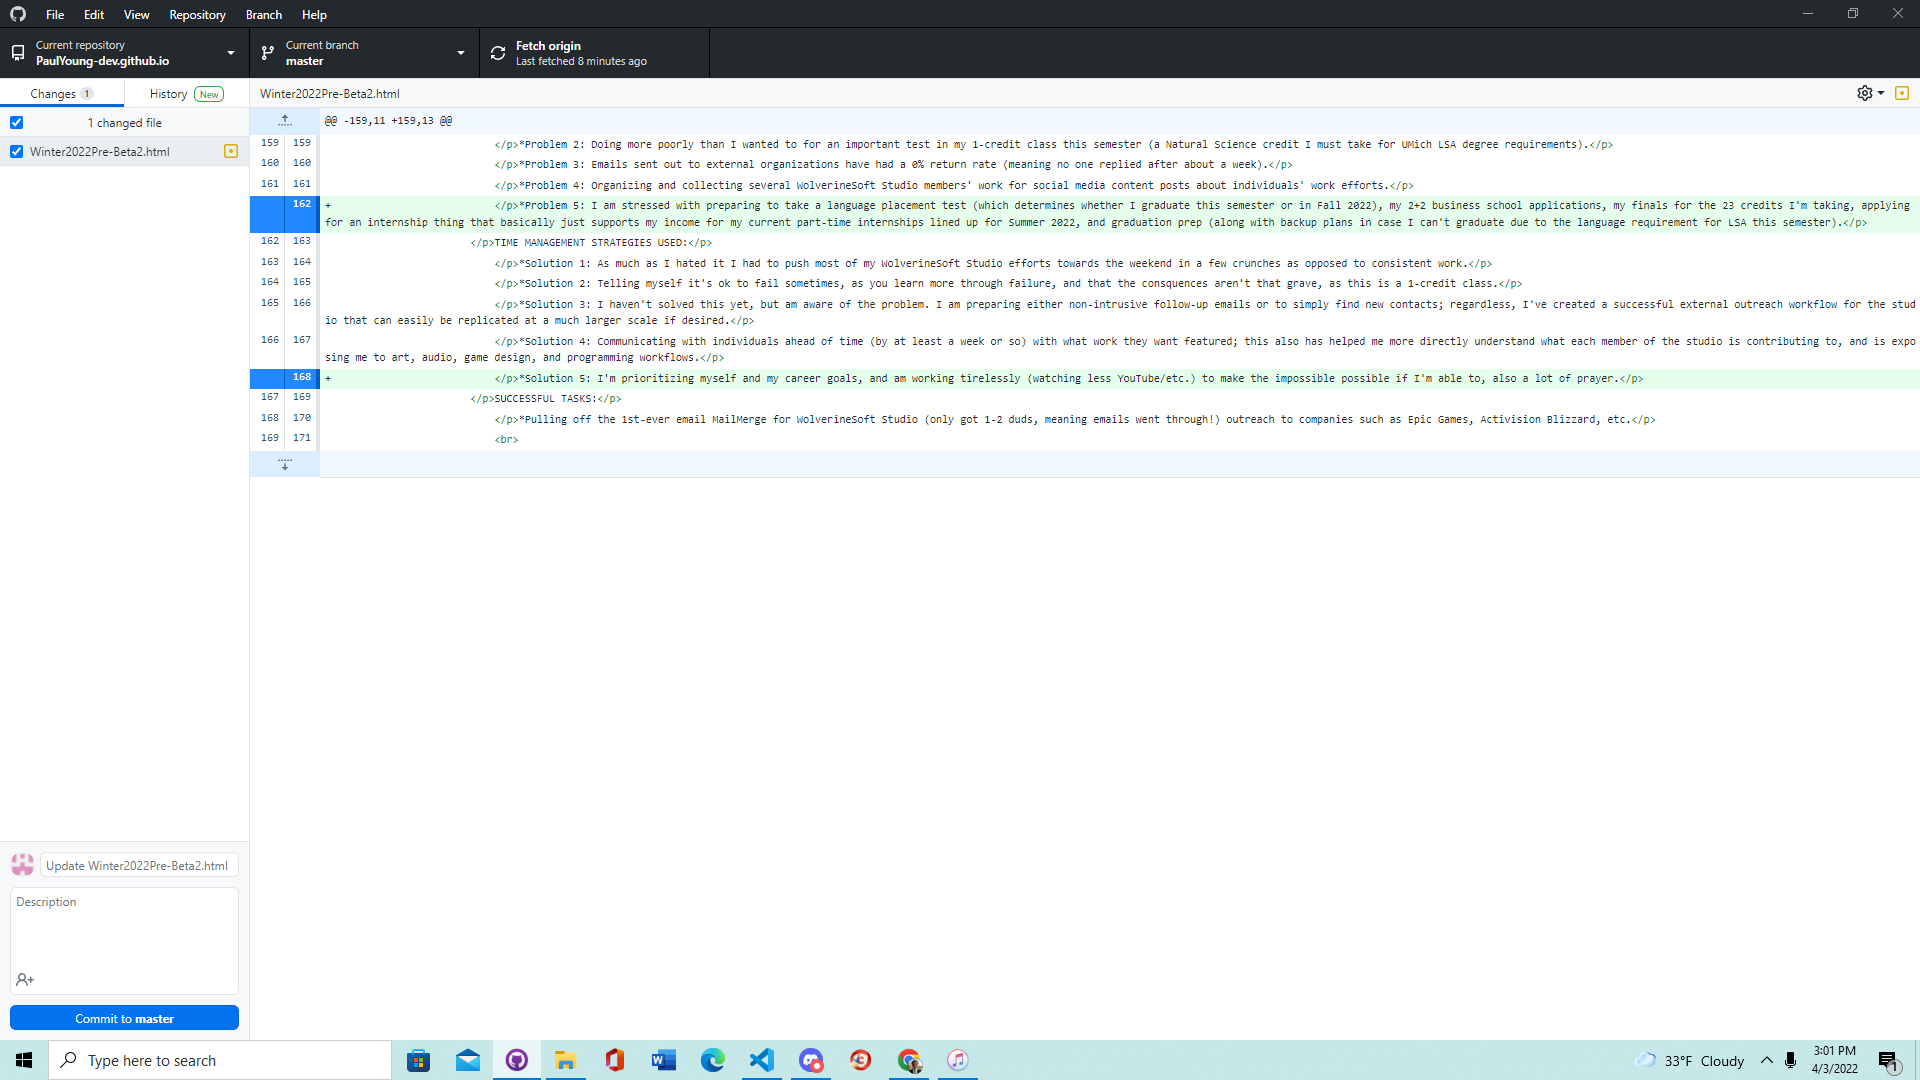 File Edit View Repository Branch Help
Current repository
PaulYoung-dev.github.io
Current branch
master
Fetch origin
Last fetched 8 minutes ago
Changes 1
History New
Winter2022Pre-Beta2.html
1 changed file
Winter2022Pre-Beta2.html
@@ -159,11 +159,13 @@
159 159 </p>*Problem 2: Doing more poorly than I wanted to for an important test in my 1-credit class this semester (a Natural Science credit I must take for UMich LSA degree requirements).</p>
160 160 </p>*Problem 3: Emails sent out to external organizations have had a 0% return rate (meaning no one replied after about a week).</p>
161 161 </p>*Problem 4: Organizing and collecting several WolverineSoft Studio members' work for social media content posts about individuals' work efforts.</p>
162 + </p>*Problem 5: I am stressed with preparing to take a language placement test (which determines whether I graduate this semester or in Fall 2022), my 2+2 business school applications, my finals for the 23 credits I'm taking, applying
for an internship thing that basically just supports my income for my current part-time internships lined up for Summer 2022, and graduation prep (along with backup plans in case I can't graduate due to the language requirement for LSA this semester).</p>
162 163 </p>TIME MANAGEMENT STRATEGIES USED:</p>
163 164 </p>*Solution 1: As much as I hated it I had to push most of my WolverineSoft Studio efforts towards the weekend in a few crunches as opposed to consistent work.</p>
164 165 </p>*Solution 2: Telling myself it's ok to fail sometimes, as you learn more through failure, and that the consquences aren't that grave, as this is a 1-credit class.</p>
165 166 </p>*Solution 3: I haven't solved this yet, but am aware of the problem. I am preparing either non-intrusive follow-up emails or to simply find new contacts; regardless, I've created a successful external outreach workflow for the stud
io that can easily be replicated at a much larger scale if desired.</p>
166 167 </p>*Solution 4: Communicating with individuals ahead of time (by at least a week or so) with what work they want featured; this also has helped me more directly understand what each member of the studio is contributing to, and is expo
sing me to art, audio, game design, and programming workflows.</p>
168 + </p>*Solution 5: I'm prioritizing myself and my career goals, and am working tirelessly (watching less YouTube/etc.) to make the impossible possible if I'm able to, also a lot of prayer.</p>
167 169 </p>SUCCESSFUL TASKS:</p>
168 170 </p>*Pulling off the 1st-ever email MailMerge for WolverineSoft Studio (only got 1-2 duds, meaning emails went through!) outreach to companies such as Epic Games, Activision Blizzard, etc.</p>
169 171 <br>
Update Winter2022Pre-Beta2.html
Description
Commit to master
Type here to search
33°F Cloudy
3:01 PM
4/3/2022
1